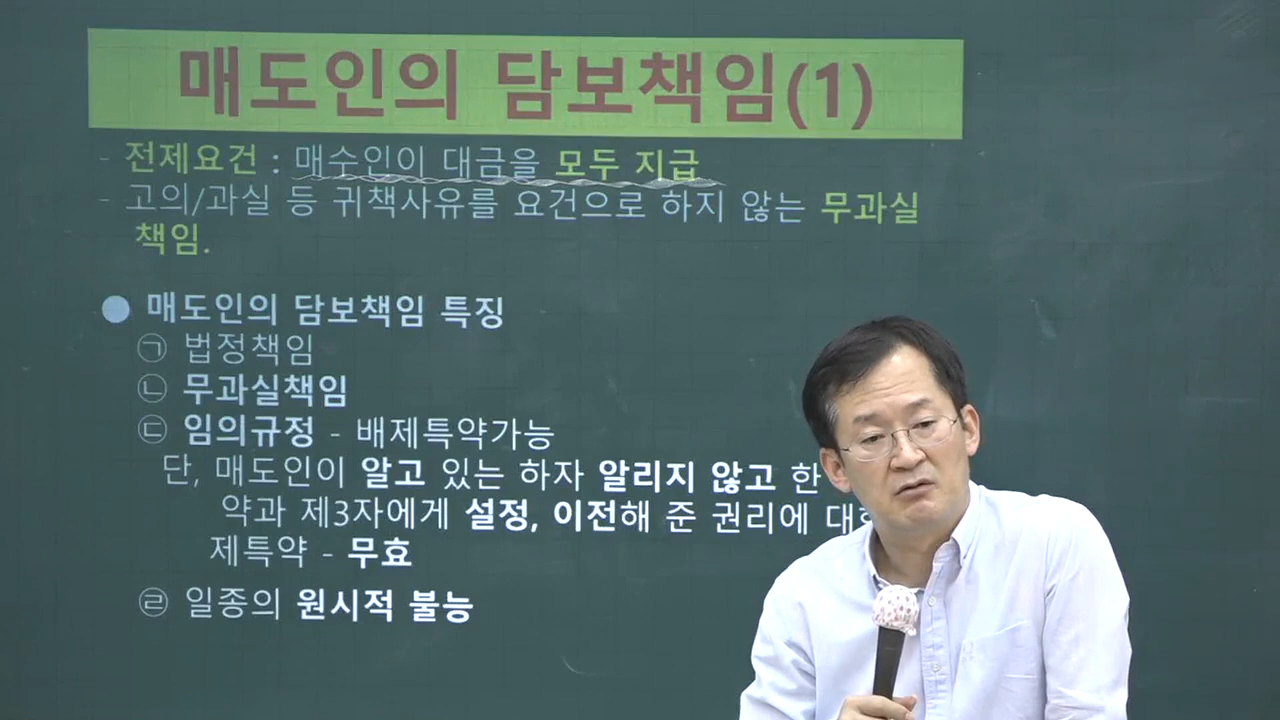 매도인의 담보책임(1)
- 전제요건 : 매수인이 대금을 모두 지급
- 고의/과실 등 귀책사유를 요건으로 하지 않는 무과실
책임.
● 매도인의 담보책임 특징
㉠ 법정책임
㉡ 무과실책임
㉢ 임의규정 - 배제특약가능
단, 매도인이 알고 있는 하자 알리지 않고 한
약과 제3자에게 설정, 이전해 준 권리에
제특약 - 무효
㉣ 일종의 원시적 불능